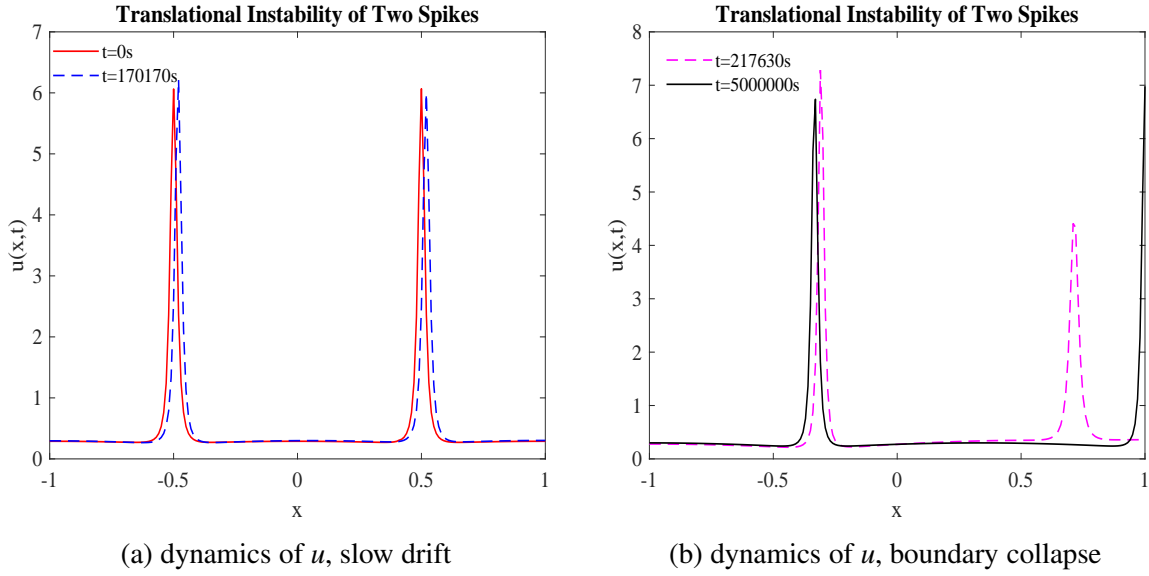 Translational Instability of Two Spikes
7
6
5
4
3
2
1
0
u(x,t)
t=0s
t=170170s
-1 -0.5 0 0.5 1
x
(a) dynamics of u, slow drift
Translational Instability of Two Spikes
8
7
6
5
4
3
2
1
0
u(x,t)
t=217630s
t=5000000s
-1 -0.5 0 0.5 1
x
(b) dynamics of u, boundary collapse